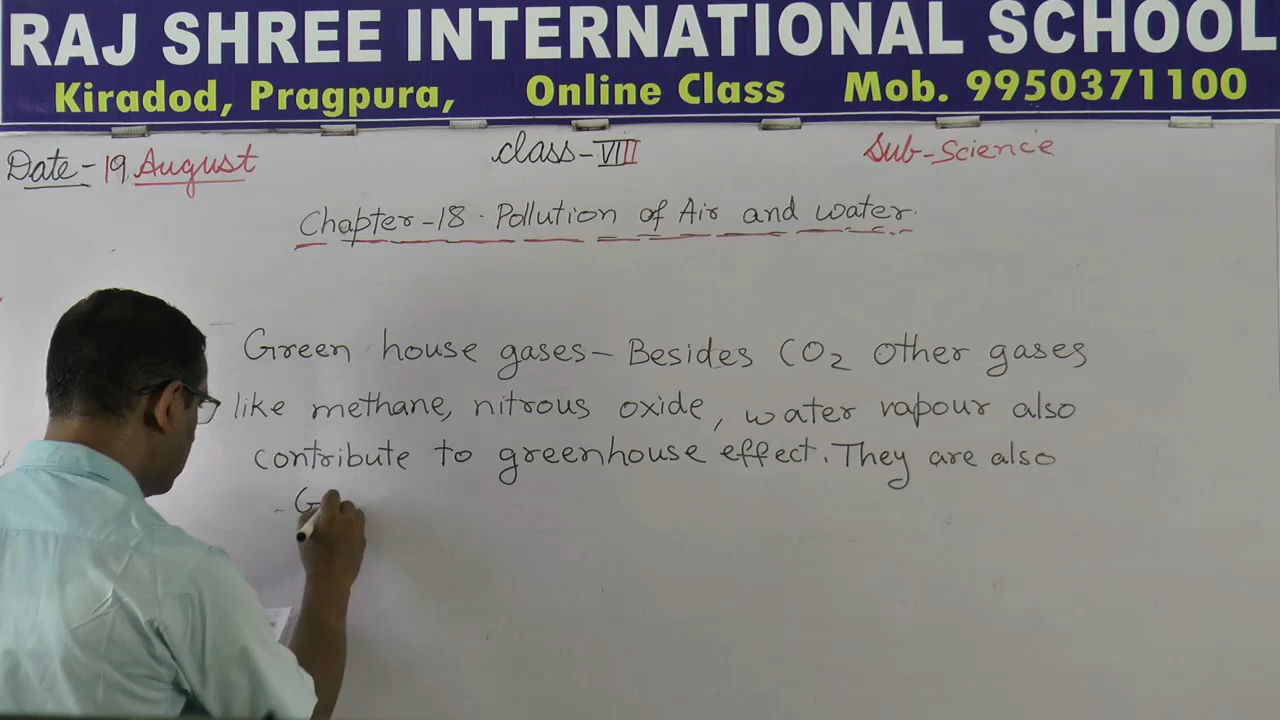 RAJ SHREE INTERNATIONAL SCHOOL
Kiradod, Pragpura, Online Class Mob. 9950371100
Date - 19 August class - VIII Sub - Science
Chapter - 18 . Pollution of Air and water.
Green house gases - Besides CO2 other gases
like methane, nitrous oxide, water vapour also
contribute to greenhouse effect. They are also
G